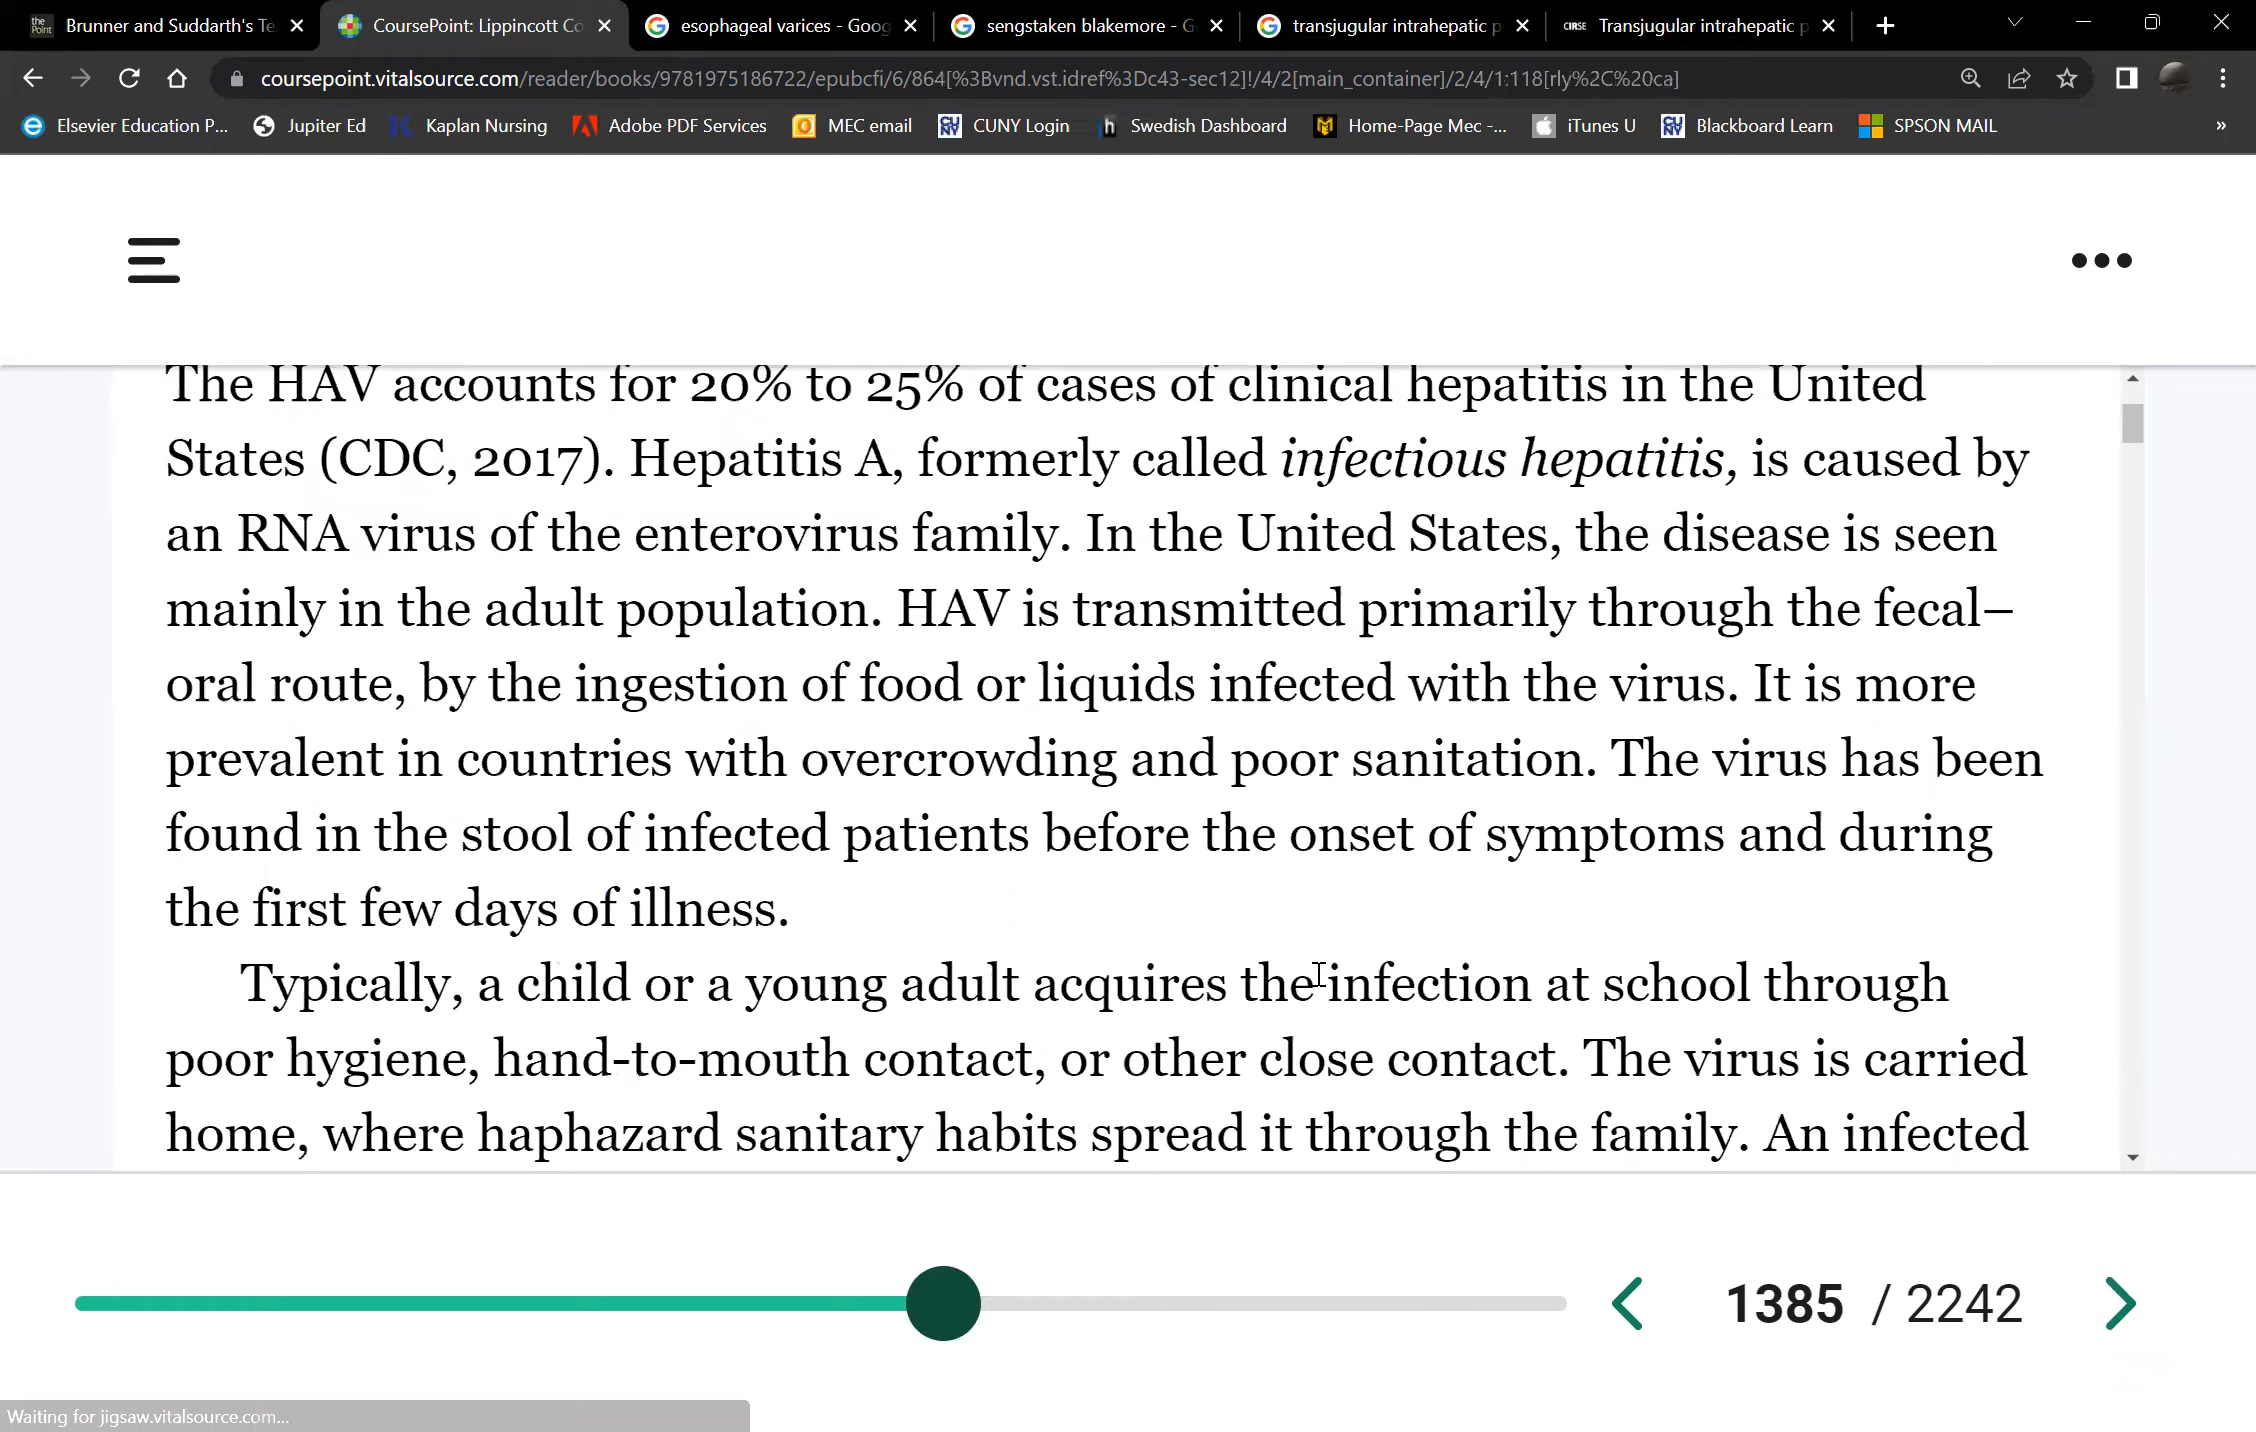 the Point
Brunner and Suddarth's Te
CoursePoint: Lippincott Co
esophageal varices - Goog
sengstaken blakemore - G
transjugular intrahepatic p
CIRSE
Transjugular intrahepatic p
coursepoint.vitalsource.com/reader/books/9781975186722/epubcfi/6/864[%3Bvnd.vst.idref%3Dc43-sec12]!/4/2[main_container]/2/4/1:118[rly%2C%20ca]
Elsevier Education P...
Jupiter Ed
Kaplan Nursing
Adobe PDF Services
MEC email
CUNY Login
Swedish Dashboard
Home-Page Mec -...
iTunes U
Blackboard Learn
SPSON MAIL
»
The HAV accounts for 20% to 25% of cases of clinical hepatitis in the United
States (CDC, 2017). Hepatitis A, formerly called infectious hepatitis, is caused by
an RNA virus of the enterovirus family. In the United States, the disease is seen
mainly in the adult population. HAV is transmitted primarily through the fecal–
oral route, by the ingestion of food or liquids infected with the virus. It is more
prevalent in countries with overcrowding and poor sanitation. The virus has been
found in the stool of infected patients before the onset of symptoms and during
the first few days of illness.
Typically, a child or a young adult acquires the infection at school through
poor hygiene, hand-to-mouth contact, or other close contact. The virus is carried
home, where haphazard sanitary habits spread it through the family. An infected
1385 / 2242
Waiting for jigsaw.vitalsource.com...